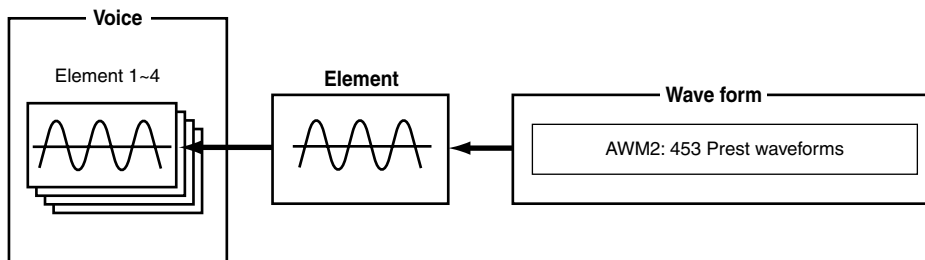 Voice
Element 1~4
Element
Wave form
AWM2: 453 Prest waveforms